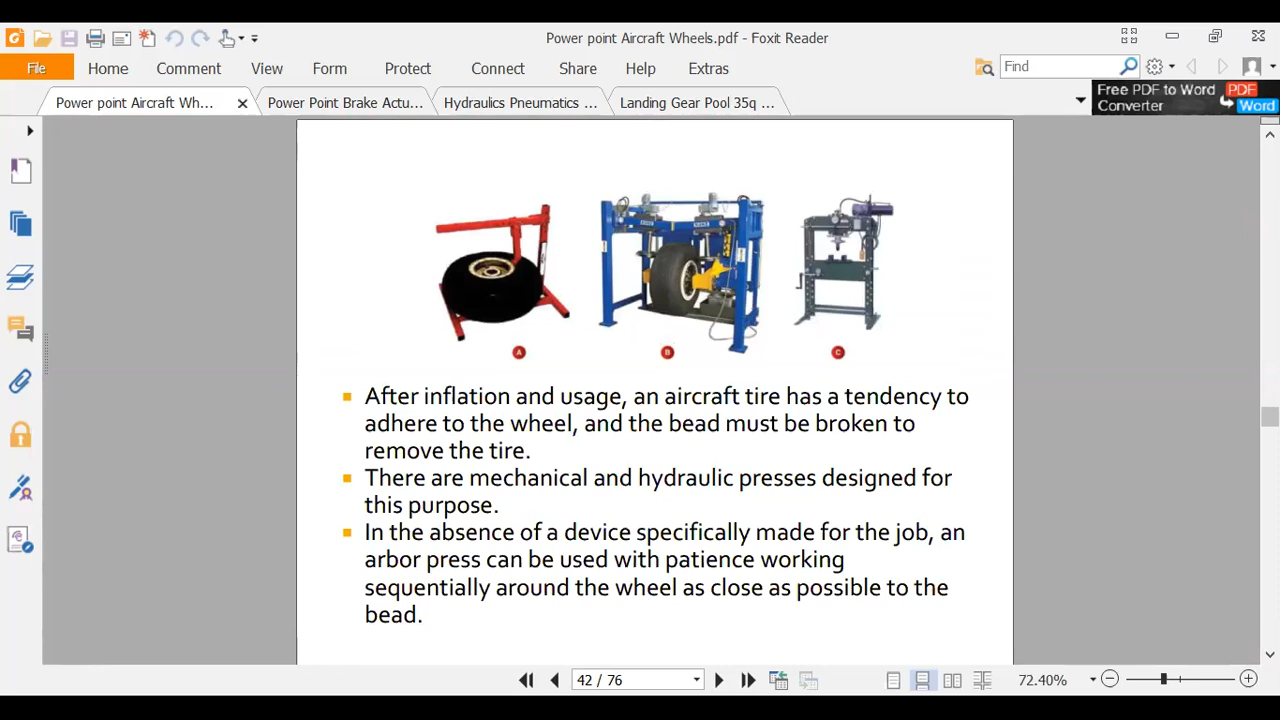 Power point Aircraft Wheels.pdf - Foxit Reader
File Home Comment View Form Protect Connect Share Help Extras Find
Power point Aircraft Wh... Power Point Brake Actu... Hydraulics Pneumatics ... Landing Gear Pool 35q ...
Free PDF to Word PDF
Converter Word
A B C
After inflation and usage, an aircraft tire has a tendency to
adhere to the wheel, and the bead must be broken to
remove the tire.
There are mechanical and hydraulic presses designed for
this purpose.
In the absence of a device specifically made for the job, an
arbor press can be used with patience working
sequentially around the wheel as close as possible to the
bead.
42 / 76 72.40%